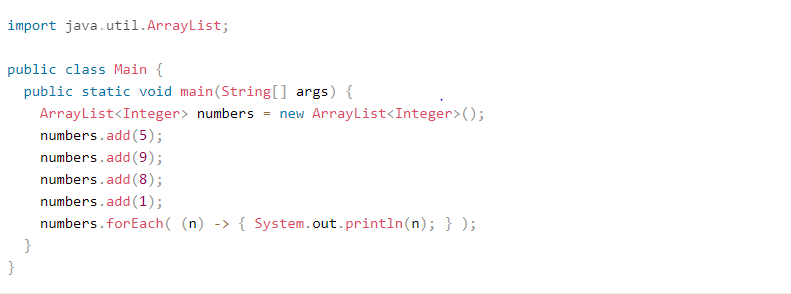 import java.util.ArrayList;
public class Main {
public static void main(String[] args) {
ArrayList<Integer> numbers = new ArrayList<Integer>();
numbers.add(5);
numbers.add(9);
numbers.add(8);
numbers.add(1);
numbers.forEach( (n) -> { System.out.println(n); } );
}
}